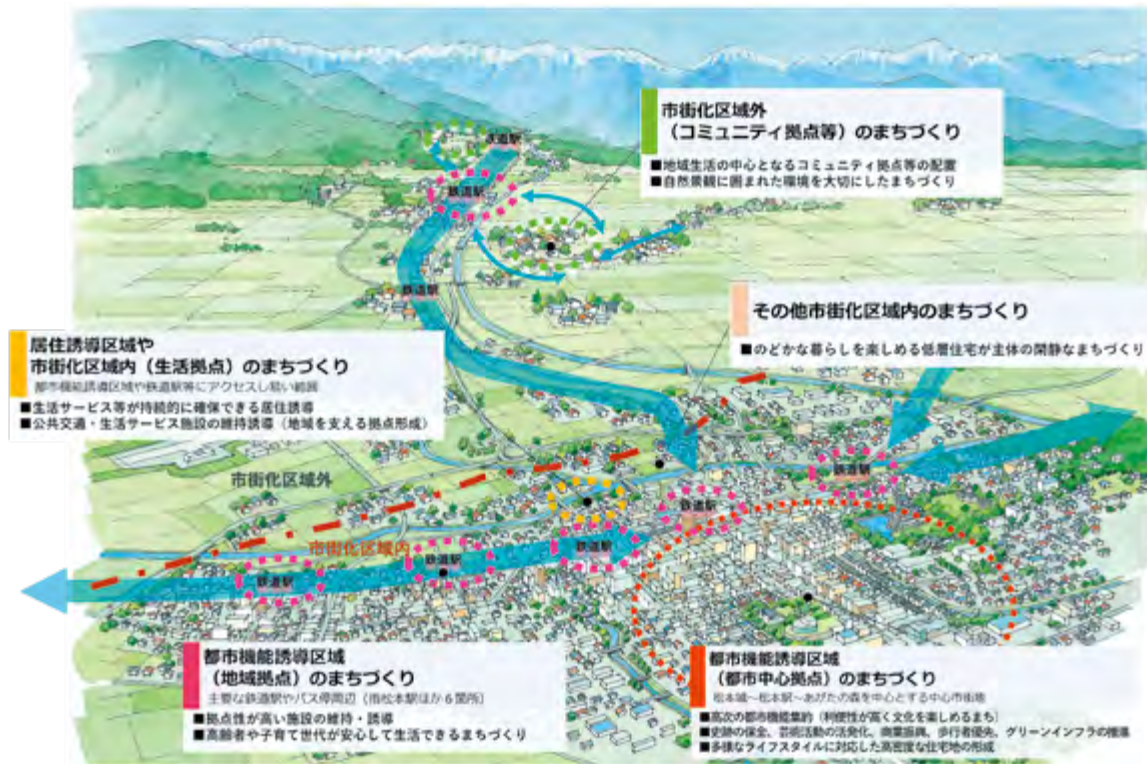 鉄道駅
市街化区域外
（コミュニティ拠点等）のまちづくり
■地域生活の中心となるコミュニティ拠点等の配置
■自然景観に囲まれた環境を大切にしたまちづくり
鉄道駅
鉄道駅
その他市街化区域内のまちづくり
■のどかな暮らしを楽しめる低層住宅が主体の閑静なまちづくり
居住誘導区域や
市街化区域内（生活拠点）のまちづくり
都市機能誘導区域や鉄道駅等にアクセスし易い範囲
■生活サービス等が持続的に確保できる居住誘導
■公共交通・生活サービス施設の維持誘導（地域を支える拠点形成）
市街化区域外
鉄道駅
鉄道駅
市街化区域内
鉄道駅
鉄道駅
鉄道駅
都市機能誘導区域
（地域拠点）のまちづくり
主要な鉄道駅やバス停周辺（南松本駅ほか６箇所）
■拠点性が高い施設の維持・誘導
■高齢者や子育て世代が安心して生活できるまちづくり
都市機能誘導区域
（都市中心拠点）のまちづくり
松本城～松本駅～あがたの森を中心とする中心市街地
■高次の都市機能集約（利便性が高く文化を楽しめるまち）
■史跡の保全、芸術活動の活発化、商業振興、歩行者優先、グリーンインフラの推進
■多様なライフスタイルに対応した高密度な住宅地の形成